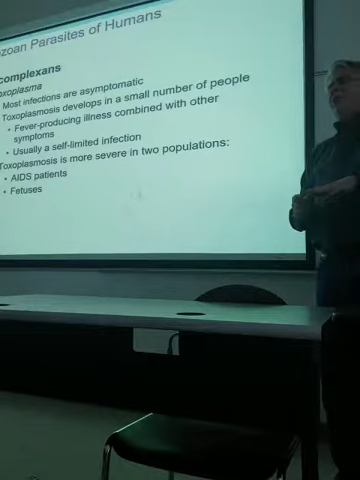 zoan Parasites of Humans
complexans
oxoplasma
Most infections are asymptomatic
Toxoplasmosis develops in a small number of people
• Fever-producing illness combined with other
symptoms
• Usually a self-limited infection
Toxoplasmosis is more severe in two populations:
• AIDS patients
• Fetuses